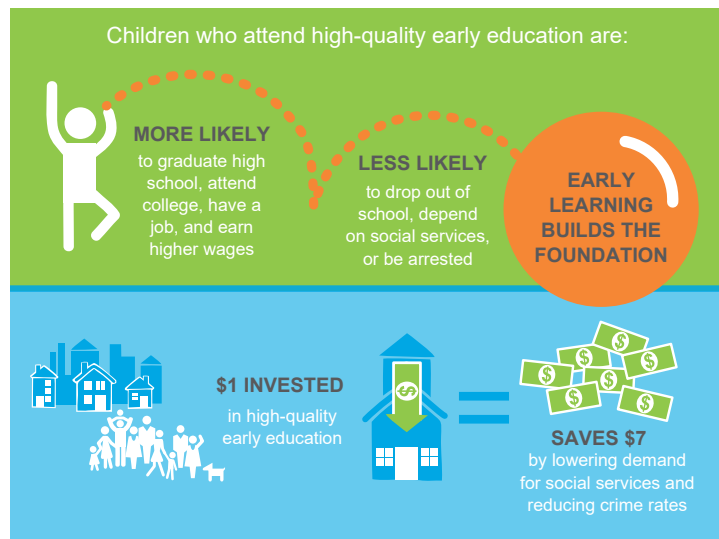 Children who attend high-quality early education are:
MORE LIKELY
to graduate high
school, attend
college, have a
job, and earn
higher wages
LESS LIKELY
to drop out of
school, depend
on social services,
or be arrested
EARLY
LEARNING
BUILDS THE
FOUNDATION
$1 INVESTED
in high-quality
early education
$
=
$ $ $ $ $ $ $
SAVES $7
by lowering demand
for social services and
reducing crime rates